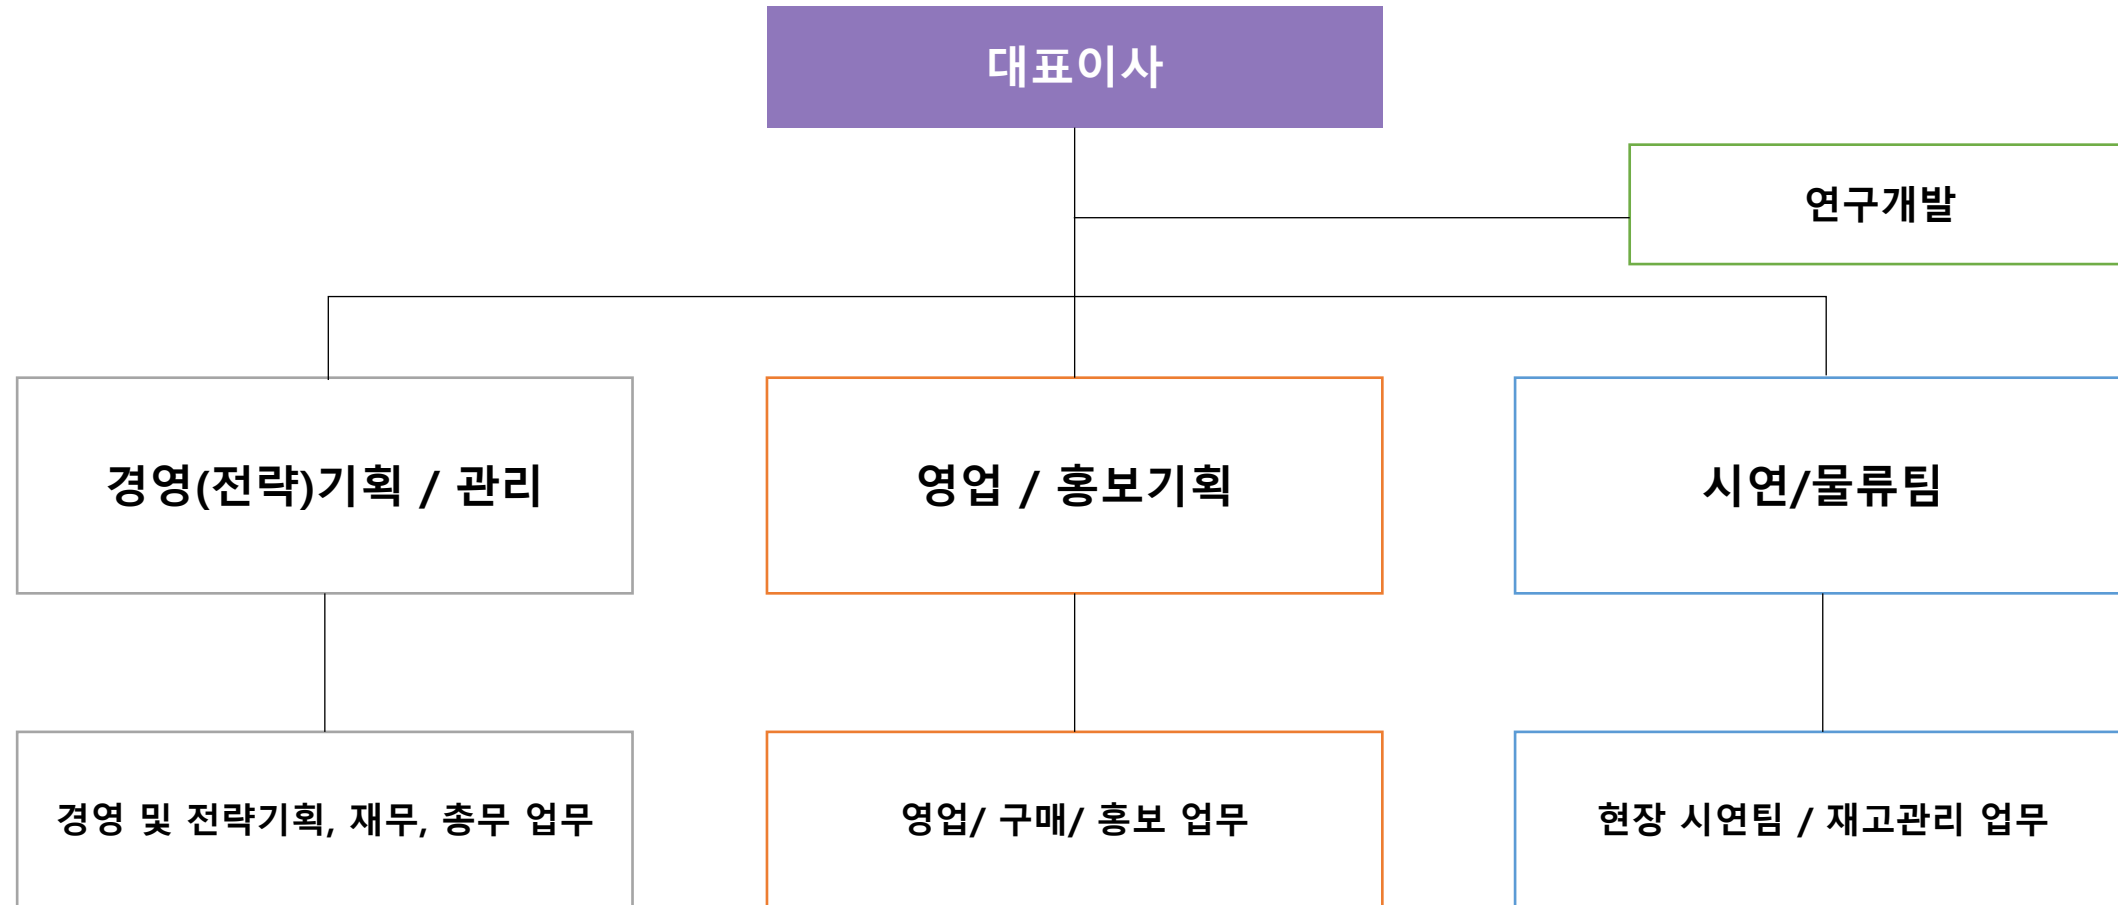 대표이사
연구개발
경영(전략)기획 / 관리
영업 / 홍보기획
시연/물류팀
경영 및 전략기획, 재무, 총무 업무
영업/ 구매/ 홍보 업무
현장 시연팀 / 재고관리 업무